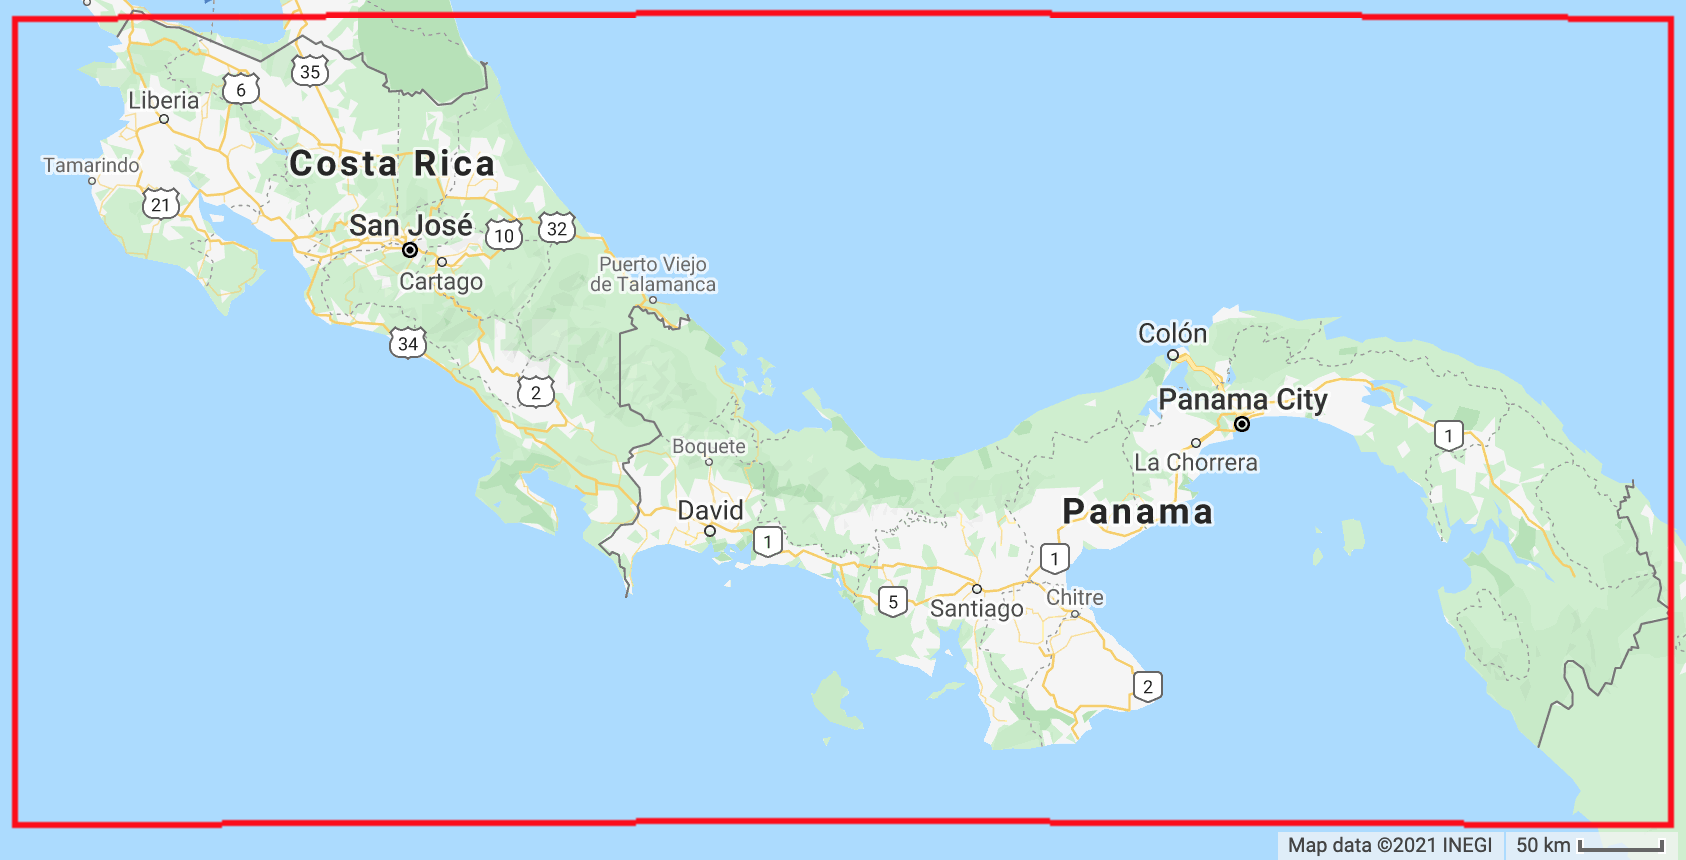 35
6
Liberia
Costa Rica
Tamarindo
21
San José
10
32
Cartago
Puerto Viejo
de Talamanca
34
Colón
2
Panama City
1
Boquete
La Chorrera
David
Panama
1
1
5
Santiago
Chitre
2
Map data ©2021 INEGI
50 km